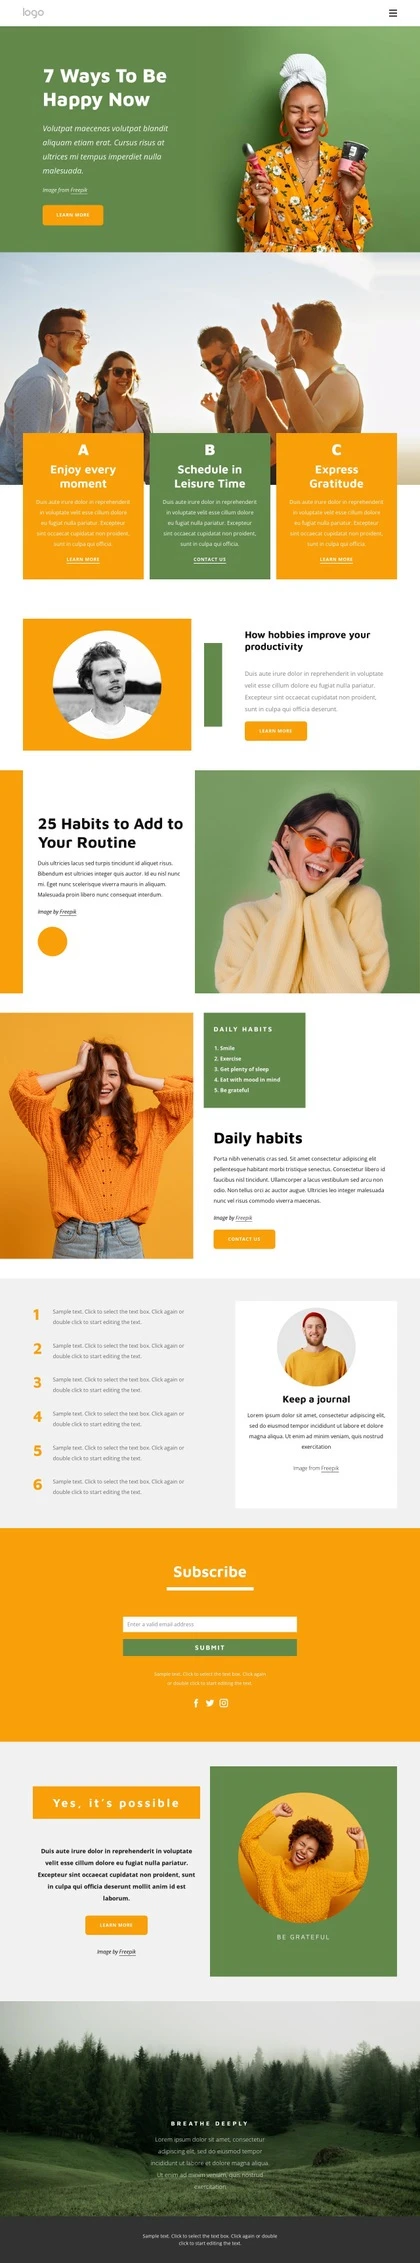 logo
7 Ways To Be
Happy Now
Volutpat maecenas volutpat blandit
aliquam etiam erat. Cursus risus at
ultrices mi tempus imperdiet nulla
malesuada.
Image from Freepik
LEARN MORE
A
Enjoy every
moment
Duis aute irure dolor in reprehenderit
in voluptate velit esse cillum dolore
eu fugiat nulla pariatur. Excepteur
sint occaecat cupidatat non proident,
sunt in culpa qui officia.
LEARN MORE
B
Schedule in
Leisure Time
Duis aute irure dolor in reprehenderit
in voluptate velit esse cillum dolore
eu fugiat nulla pariatur. Excepteur
sint occaecat cupidatat non proident,
sunt in culpa qui officia.
CONTACT US
C
Express
Gratitude
Duis aute irure dolor in reprehenderit
in voluptate velit esse cillum dolore
eu fugiat nulla pariatur. Excepteur
sint occaecat cupidatat non proident,
sunt in culpa qui officia.
LEARN MORE
How hobbies improve your
productivity
Duis aute irure dolor in reprehenderit in voluptate
velit esse cillum dolore eu fugiat nulla pariatur.
Excepteur sint occaecat cupidatat non proident,
sunt in culpa qui officia deserunt.
LEARN MORE
25 Habits to Add to
Your Routine
Duis ultricies lacus sed turpis tincidunt id aliquet risus.
Bibendum est ultricies integer quis auctor. Id eu nisl nunc
mi. Eget nunc scelerisque viverra mauris in aliquam.
Malesuada proin libero nunc consequat interdum.
Image by Freepik
DAILY HABITS
1. Smile
2. Exercise
3. Get plenty of sleep
4. Eat with mood in mind
5. Be grateful
Daily habits
Porta nibh venenatis cras sed. Sit amet consectetur adipiscing elit
pellentesque habitant morbi tristique senectus. Consectetur libero id
faucibus nisl tincidunt. Ullamcorper a lacus vestibulum sed arcu non
odio. Non tellus orci ac auctor augue. Ultricies leo integer malesuada
nunc vel risus commodo viverra maecenas.
Image by Freepik
CONTACT US
1
Sample text. Click to select the text box. Click again or
double click to start editing the text.
2
Sample text. Click to select the text box. Click again or
double click to start editing the text.
3
Sample text. Click to select the text box. Click again or
double click to start editing the text.
4
Sample text. Click to select the text box. Click again or
double click to start editing the text.
5
Sample text. Click to select the text box. Click again or
double click to start editing the text.
6
Sample text. Click to select the text box. Click again or
double click to start editing the text.
Keep a journal
Lorem ipsum dolor sit amet, consectetur adipiscing elit,
sed do eiusmod tempor incididunt ut labore et dolore
magna aliqua. Ut enim ad minim veniam, quis nostrud
exercitation
Image from Freepik
Subscribe
Enter a valid email address
SUBMIT
Sample text. Click to select the text box. Click again
or double click to start editing the text.
Yes, it's possible
Duis aute irure dolor in reprehenderit in voluptate
velit esse cillum dolore eu fugiat nulla pariatur.
Excepteur sint occaecat cupidatat non proident, sunt
in culpa qui officia deserunt mollit anim id est
laborum.
LEARN MORE
Image by Freepik
BE GRATEFUL
BREATHE DEEPLY
Lorem ipsum dolor sit amet, consectetur
adipiscing elit, sed do eiusmod tempor
incididunt ut labore et dolore magna aliqua.
Ut enim ad minim veniam, quis nostrud
exercitation
Sample text. Click to select the text box. Click again or double
click to start editing the text.